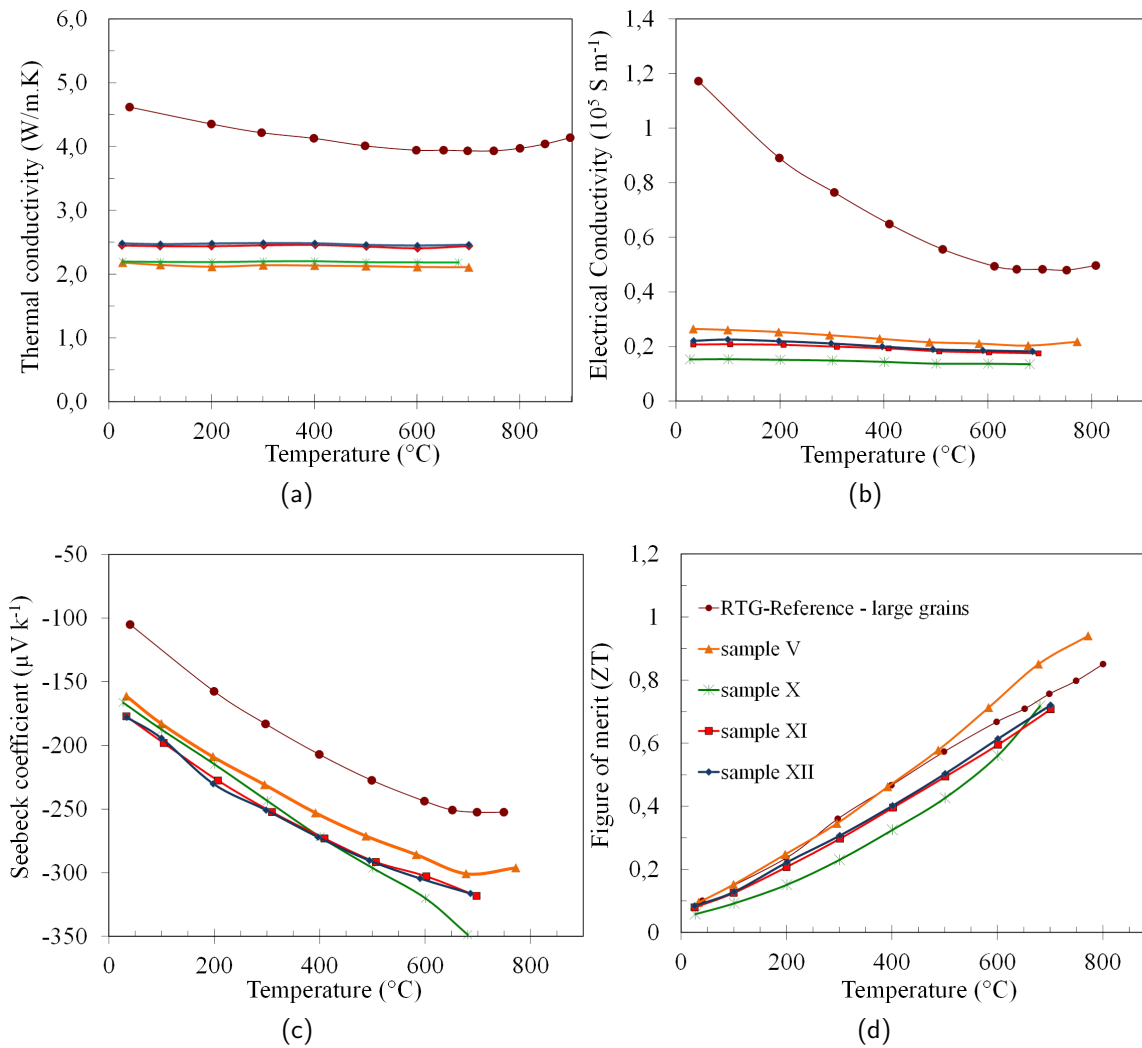 6,0
5,0
4,0
3,0
2,0
1,0
0,0
Thermal conductivity (W/m.K)
0 200 400 600 800
Temperature (°C)
(a)
1,4
1,2
1
0,8
0,6
0,4
0,2
0
Electrical Conductivity (10⁵ S m⁻¹)
0 200 400 600 800
Temperature (°C)
(b)
-50
-100
-150
-200
-250
-300
-350
Seebeck coefficient (µV k⁻¹)
0 200 400 600 800
Temperature (°C)
(c)
1,2
1
0,8
0,6
0,4
0,2
0
Figure of merit (ZT)
RTG-Reference - large grains
sample V
sample X
sample XI
sample XII
0 200 400 600 800
Temperature (°C)
(d)